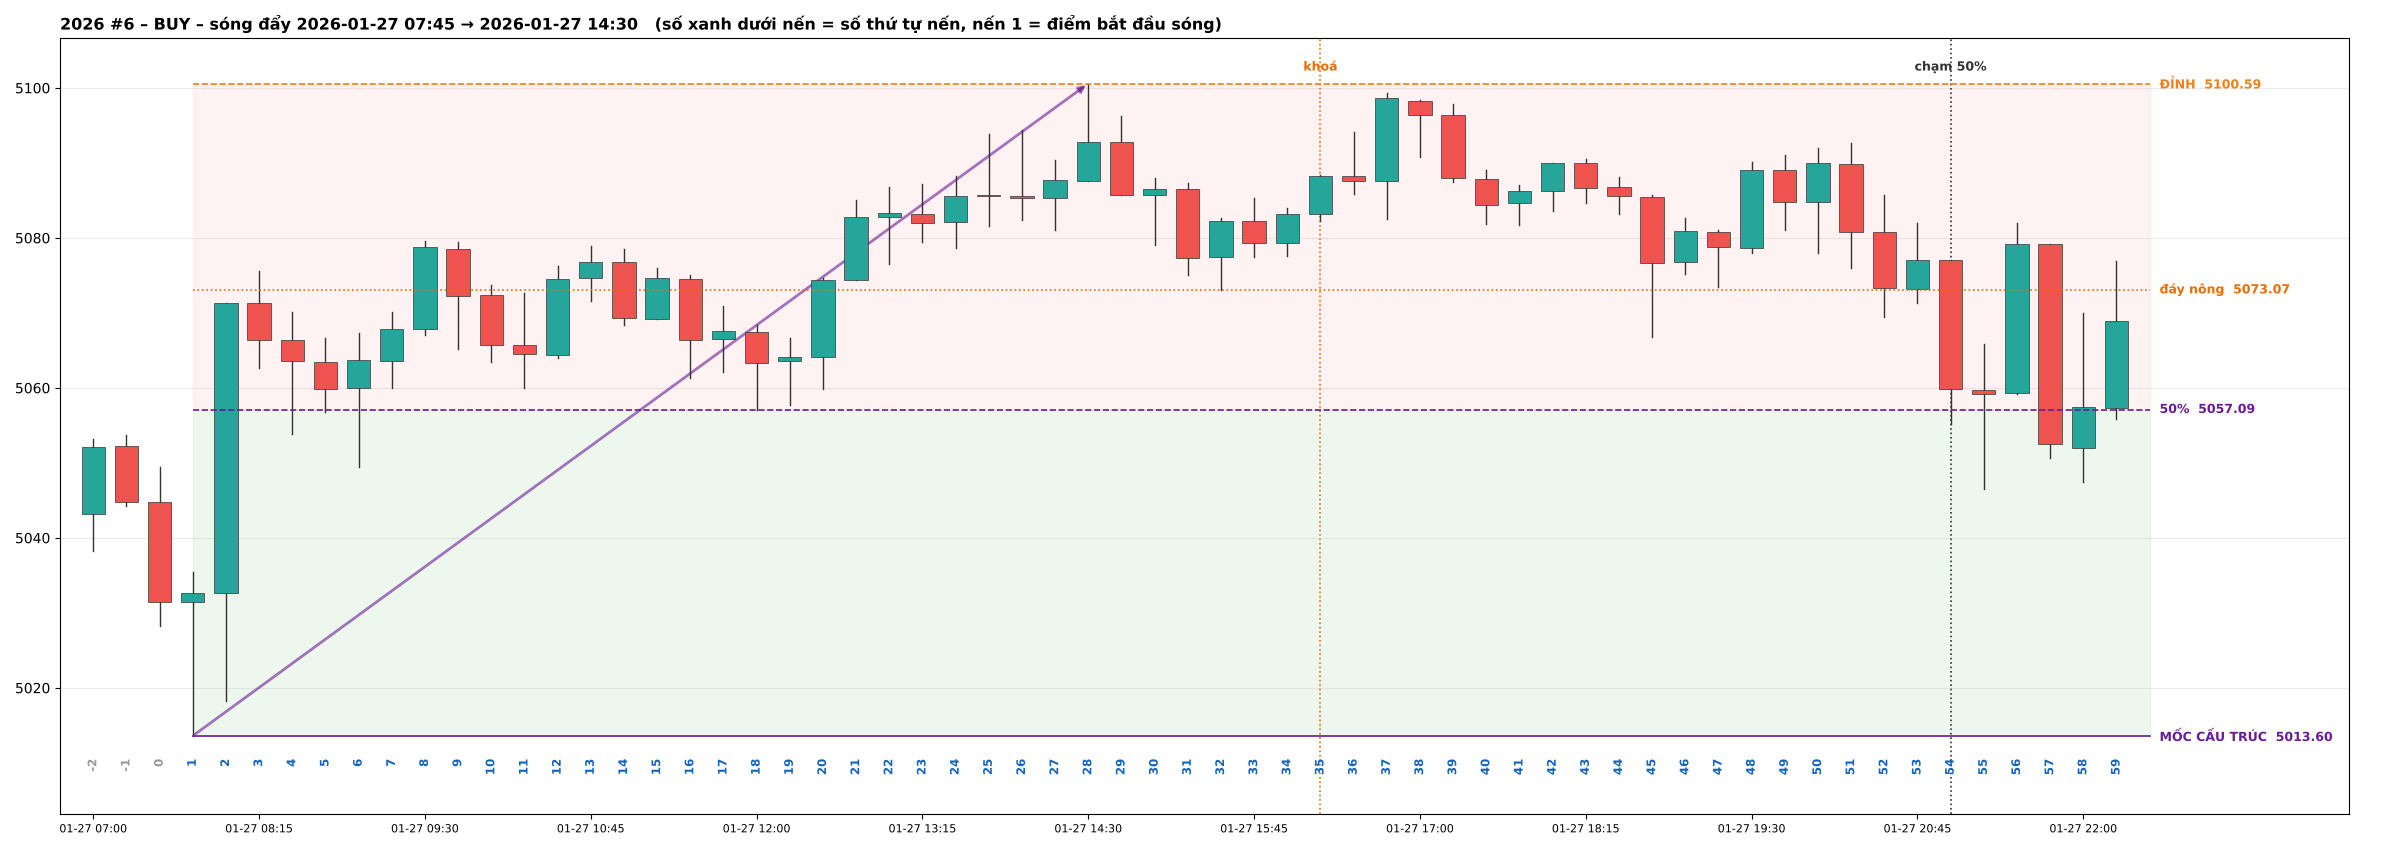 2026 #6 – BUY – sóng đẩy 2026-01-27 07:45 → 2026-01-27 14:30   (số xanh dưới nến = số thứ tự nến, nến 1 = điểm bắt đầu sóng)
khoá
chạm 50%
5100
ĐỈNH  5100.59
5080
đáy nông  5073.07
5060
50%  5057.09
5040
5020
MỐC CẤU TRÚC  5013.60
-2 -1 0 1 2 3 4 5 6 7 8 9 10 11 12 13 14 15 16 17 18 19 20 21 22 23 24 25 26 27 28 29 30 31 32 33 34 35 36 37 38 39 40 41 42 43 44 45 46 47 48 49 50 51 52 53 54 55 56 57 58 59
01-27 07:00 01-27 08:15 01-27 09:30 01-27 10:45 01-27 12:00 01-27 13:15 01-27 14:30 01-27 15:45 01-27 17:00 01-27 18:15 01-27 19:30 01-27 20:45 01-27 22:00